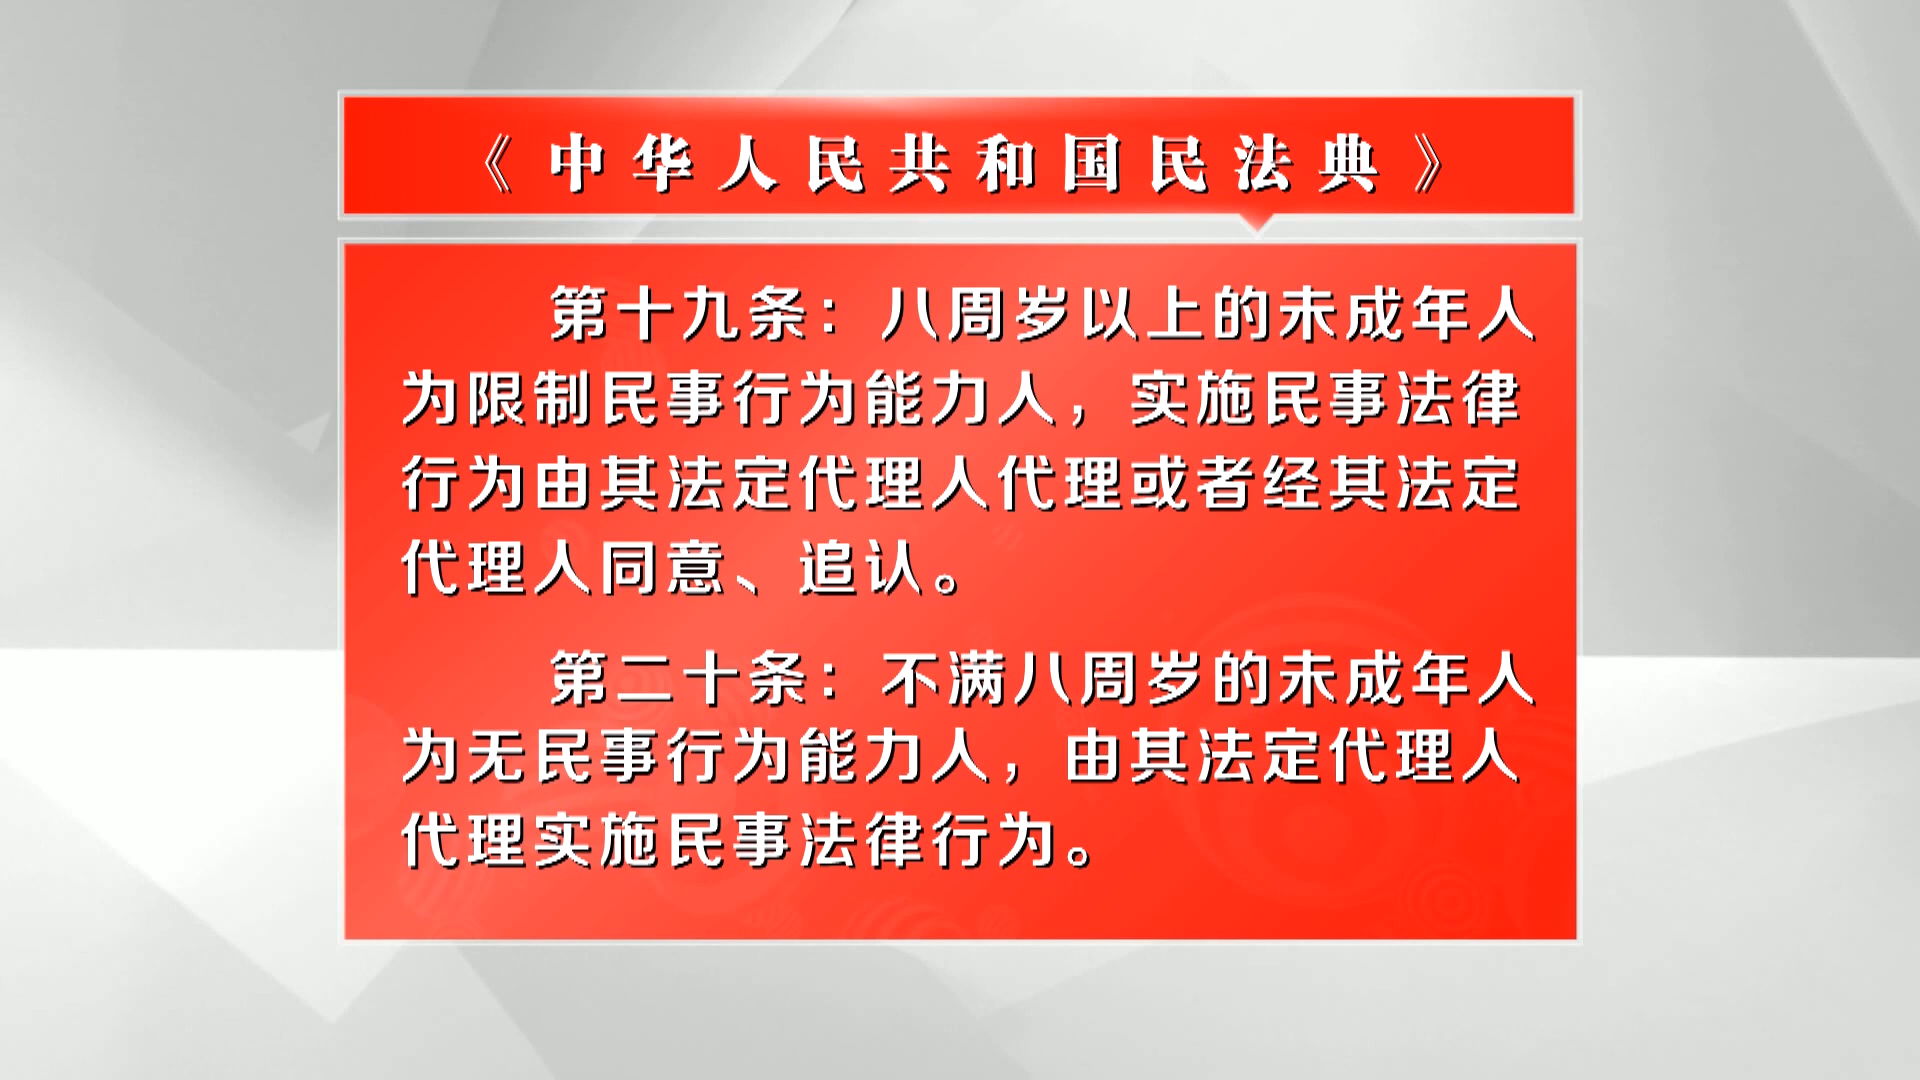 《中华人民共和国民法典》
第十九条：八周岁以上的未成年人
为限制民事行为能力人，实施民事法律
行为由其法定代理人代理或者经其法定
代理人同意、追认。
第二十条：不满八周岁的未成年人
为无民事行为能力人，由其法定代理人
代理实施民事法律行为。